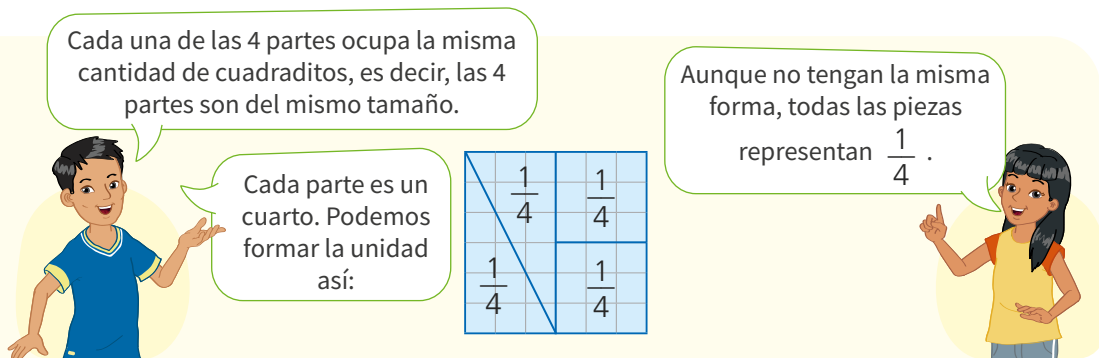 Cada una de las 4 partes ocupa la misma
cantidad de cuadraditos, es decir, las 4
partes son del mismo tamaño.
Cada parte es un
cuarto. Podemos
formar la unidad
así:
1/4
1/4
1/4
1/4
Aunque no tengan la misma
forma, todas las piezas
representan 1/4 .